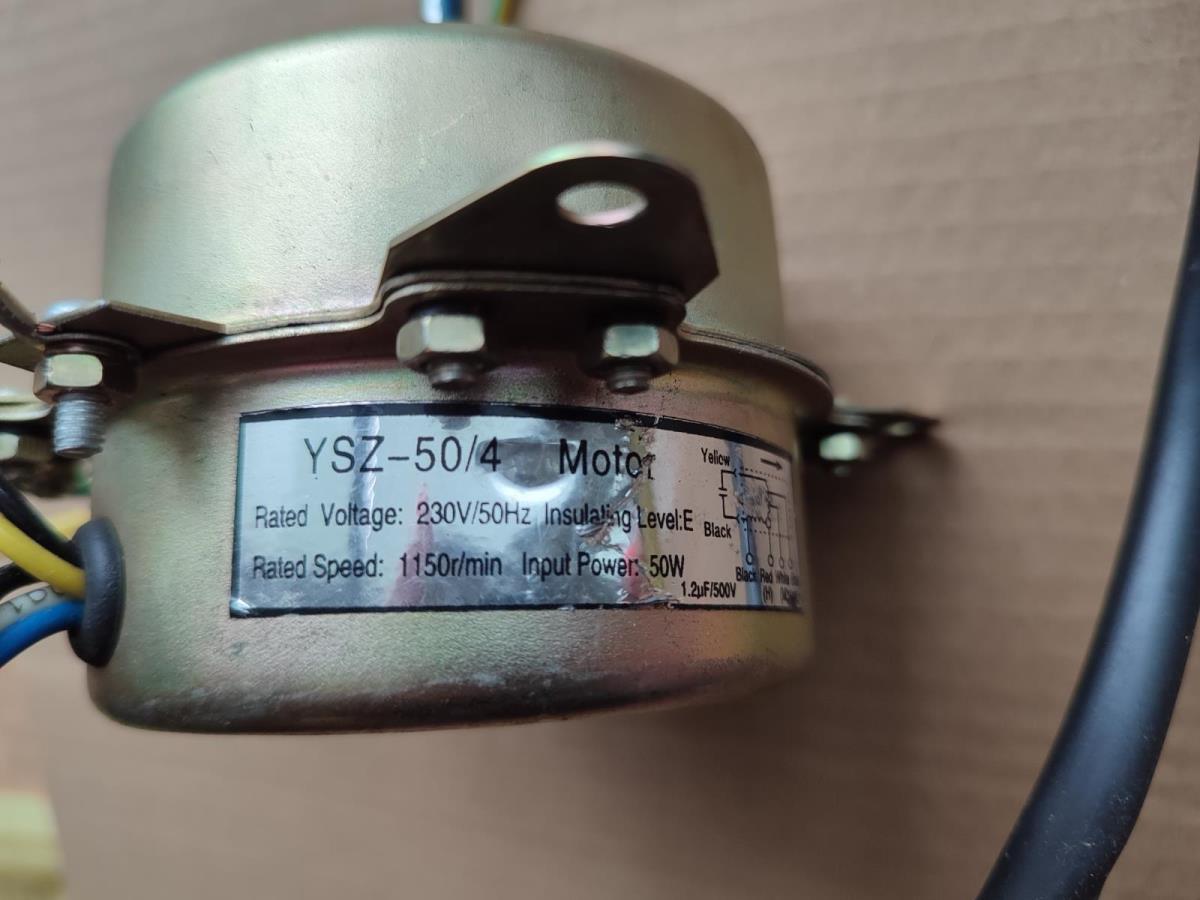 YSZ-50/4 Motor
Rated Voltage: 230V/50Hz Insulating Level:E
Rated Speed: 1150r/min Input Power: 50W
Yellow
Black
Black Red White
(H)
1.2μF/500V